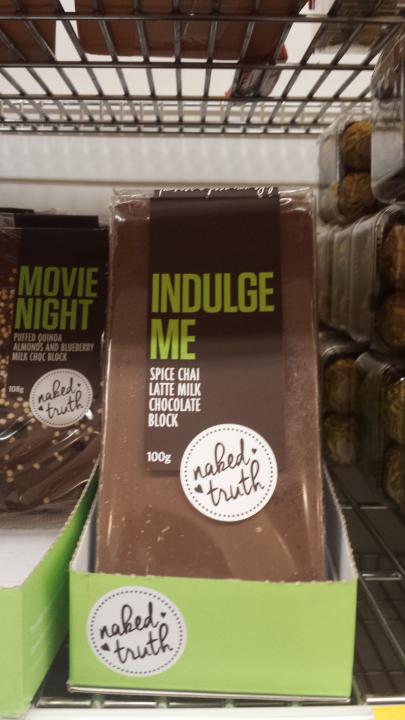 MOVIE
NIGHT
PUFFED QUINOA
ALMONDS AND BLUEBERRY
MILK CHOC BLOCK
108g
naked
truth
INDULGE
ME
SPICE CHAI
LATTE MILK
CHOCOLATE
BLOCK
100g
naked
truth
naked
truth